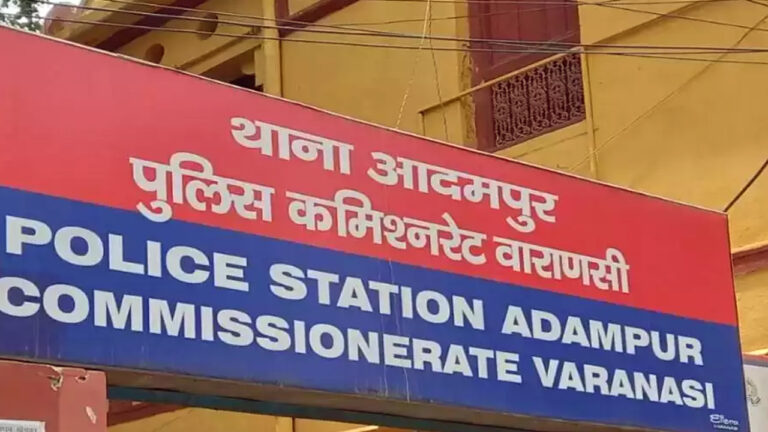 थाना आदमपुर
पुलिस कमिश्नरेट वाराणसी
POLICE STATION ADAMPUR
COMMISSIONERATE VARANASI